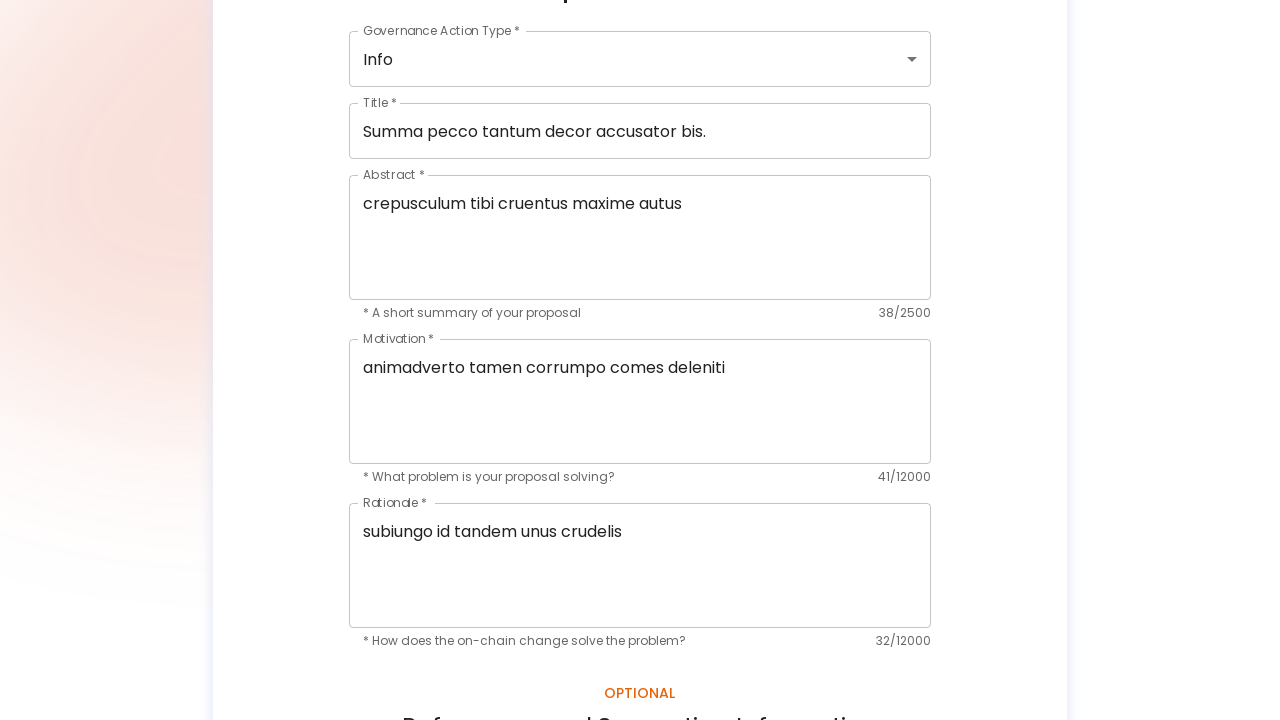 Governance Action Type *
Info
Title *
Summa pecco tantum decor accusator bis.
Abstract *
crepusculum tibi cruentus maxime autus
* A short summary of your proposal 38/2500
Motivation *
animadverto tamen corrumpo comes deleniti
* What problem is your proposal solving? 41/12000
Rationale *
subiungo id tandem unus crudelis
* How does the on-chain change solve the problem? 32/12000
OPTIONAL